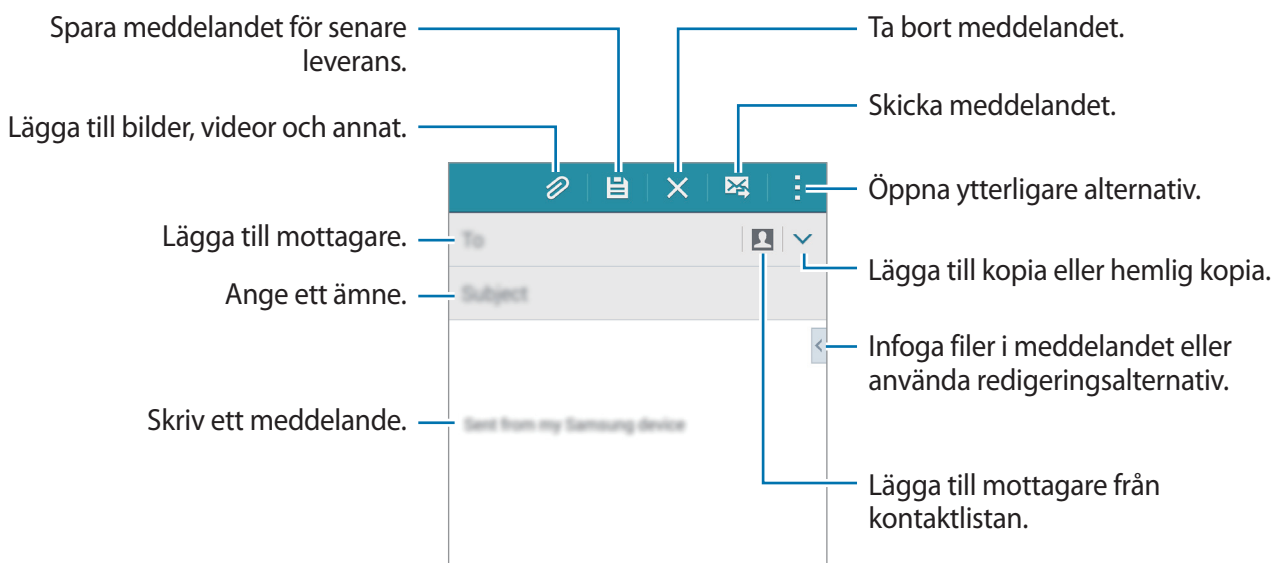 Spara meddelandet för senare
leverans.
Lägga till bilder, videor och annat.
Lägga till mottagare.
Ange ett ämne.
Skriv ett meddelande.
Ta bort meddelandet.
Skicka meddelandet.
Öppna ytterligare alternativ.
Lägga till kopia eller hemlig kopia.
Infoga filer i meddelandet eller
använda redigeringsalternativ.
Lägga till mottagare från
kontaktlistan.
To
Subject
Sent from my Samsung device